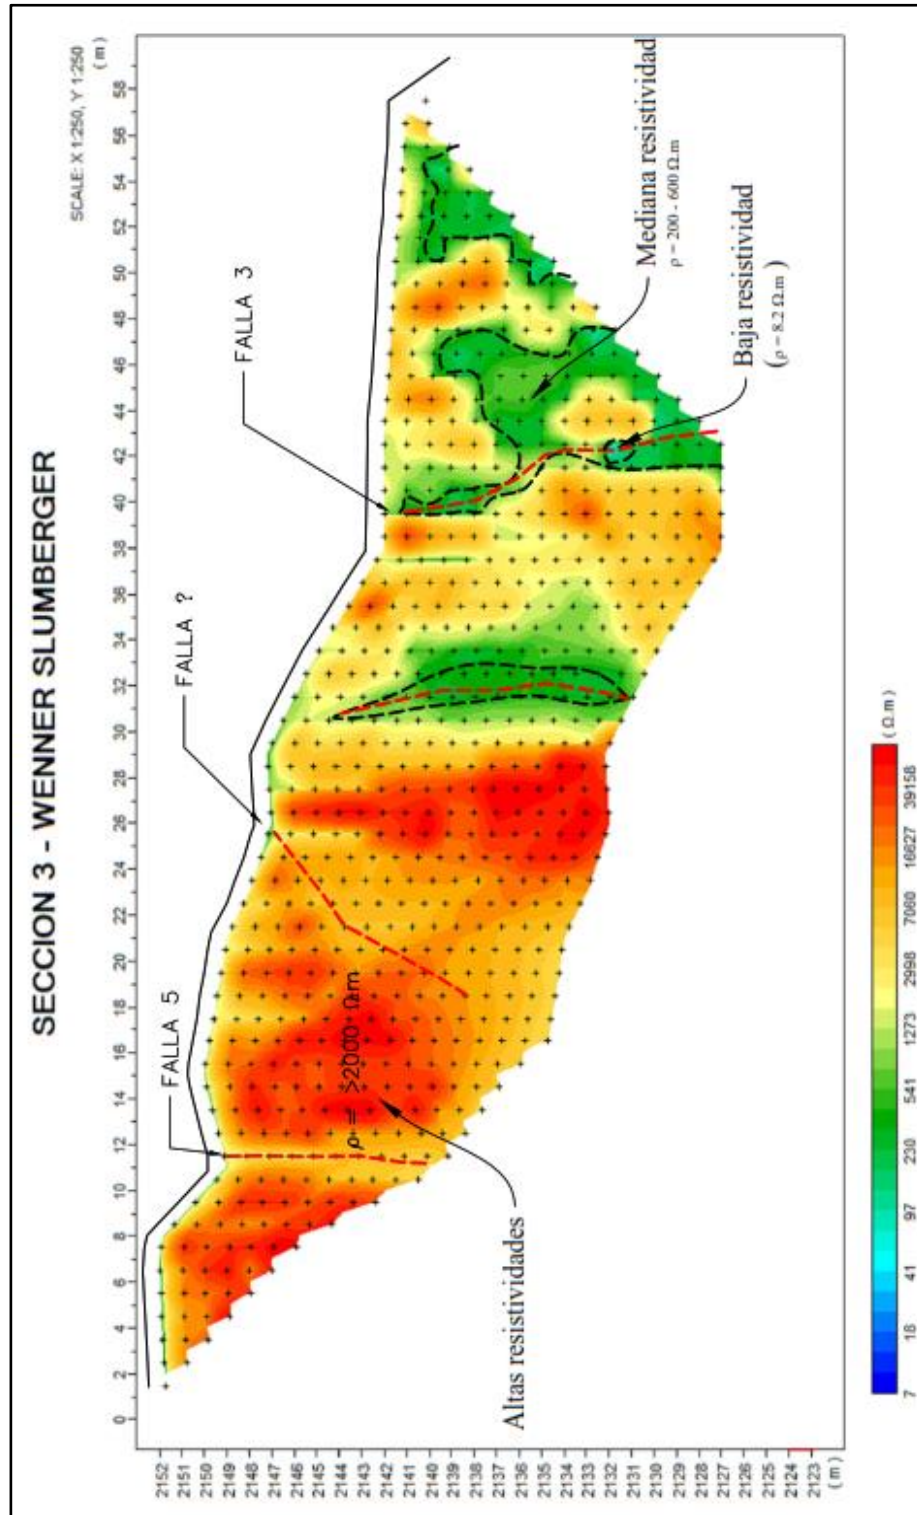 SECCION 3 - WENNER SLUMBERGER
SCALE: X 1:250, Y 1:250
0 2 4 6 8 10 12 14 16 18 20 22 24 26 28 30 32 34 36 38 40 42 44 46 48 50 52 54 56 58 (m)
FALLA 5
FALLA ?
FALLA 3
2152
2151
2150
2149
2148
2147
2146
2145
2144
2143
2142
2141
2140
2139
2138
2137
2136
2135
2134
2133
2132
2131
2130
2129
2128
2127
2126
2125
2124
2123
(m)
ρ = >2000 Ωm
Altas resistividades
Mediana resistividad
ρ = 200 - 600 Ω.m
Baja resistividad
(ρ = 8.2 Ω.m)
7 18 41 97 230 541 1273 2998 7060 16627 39158 (Ω.m)